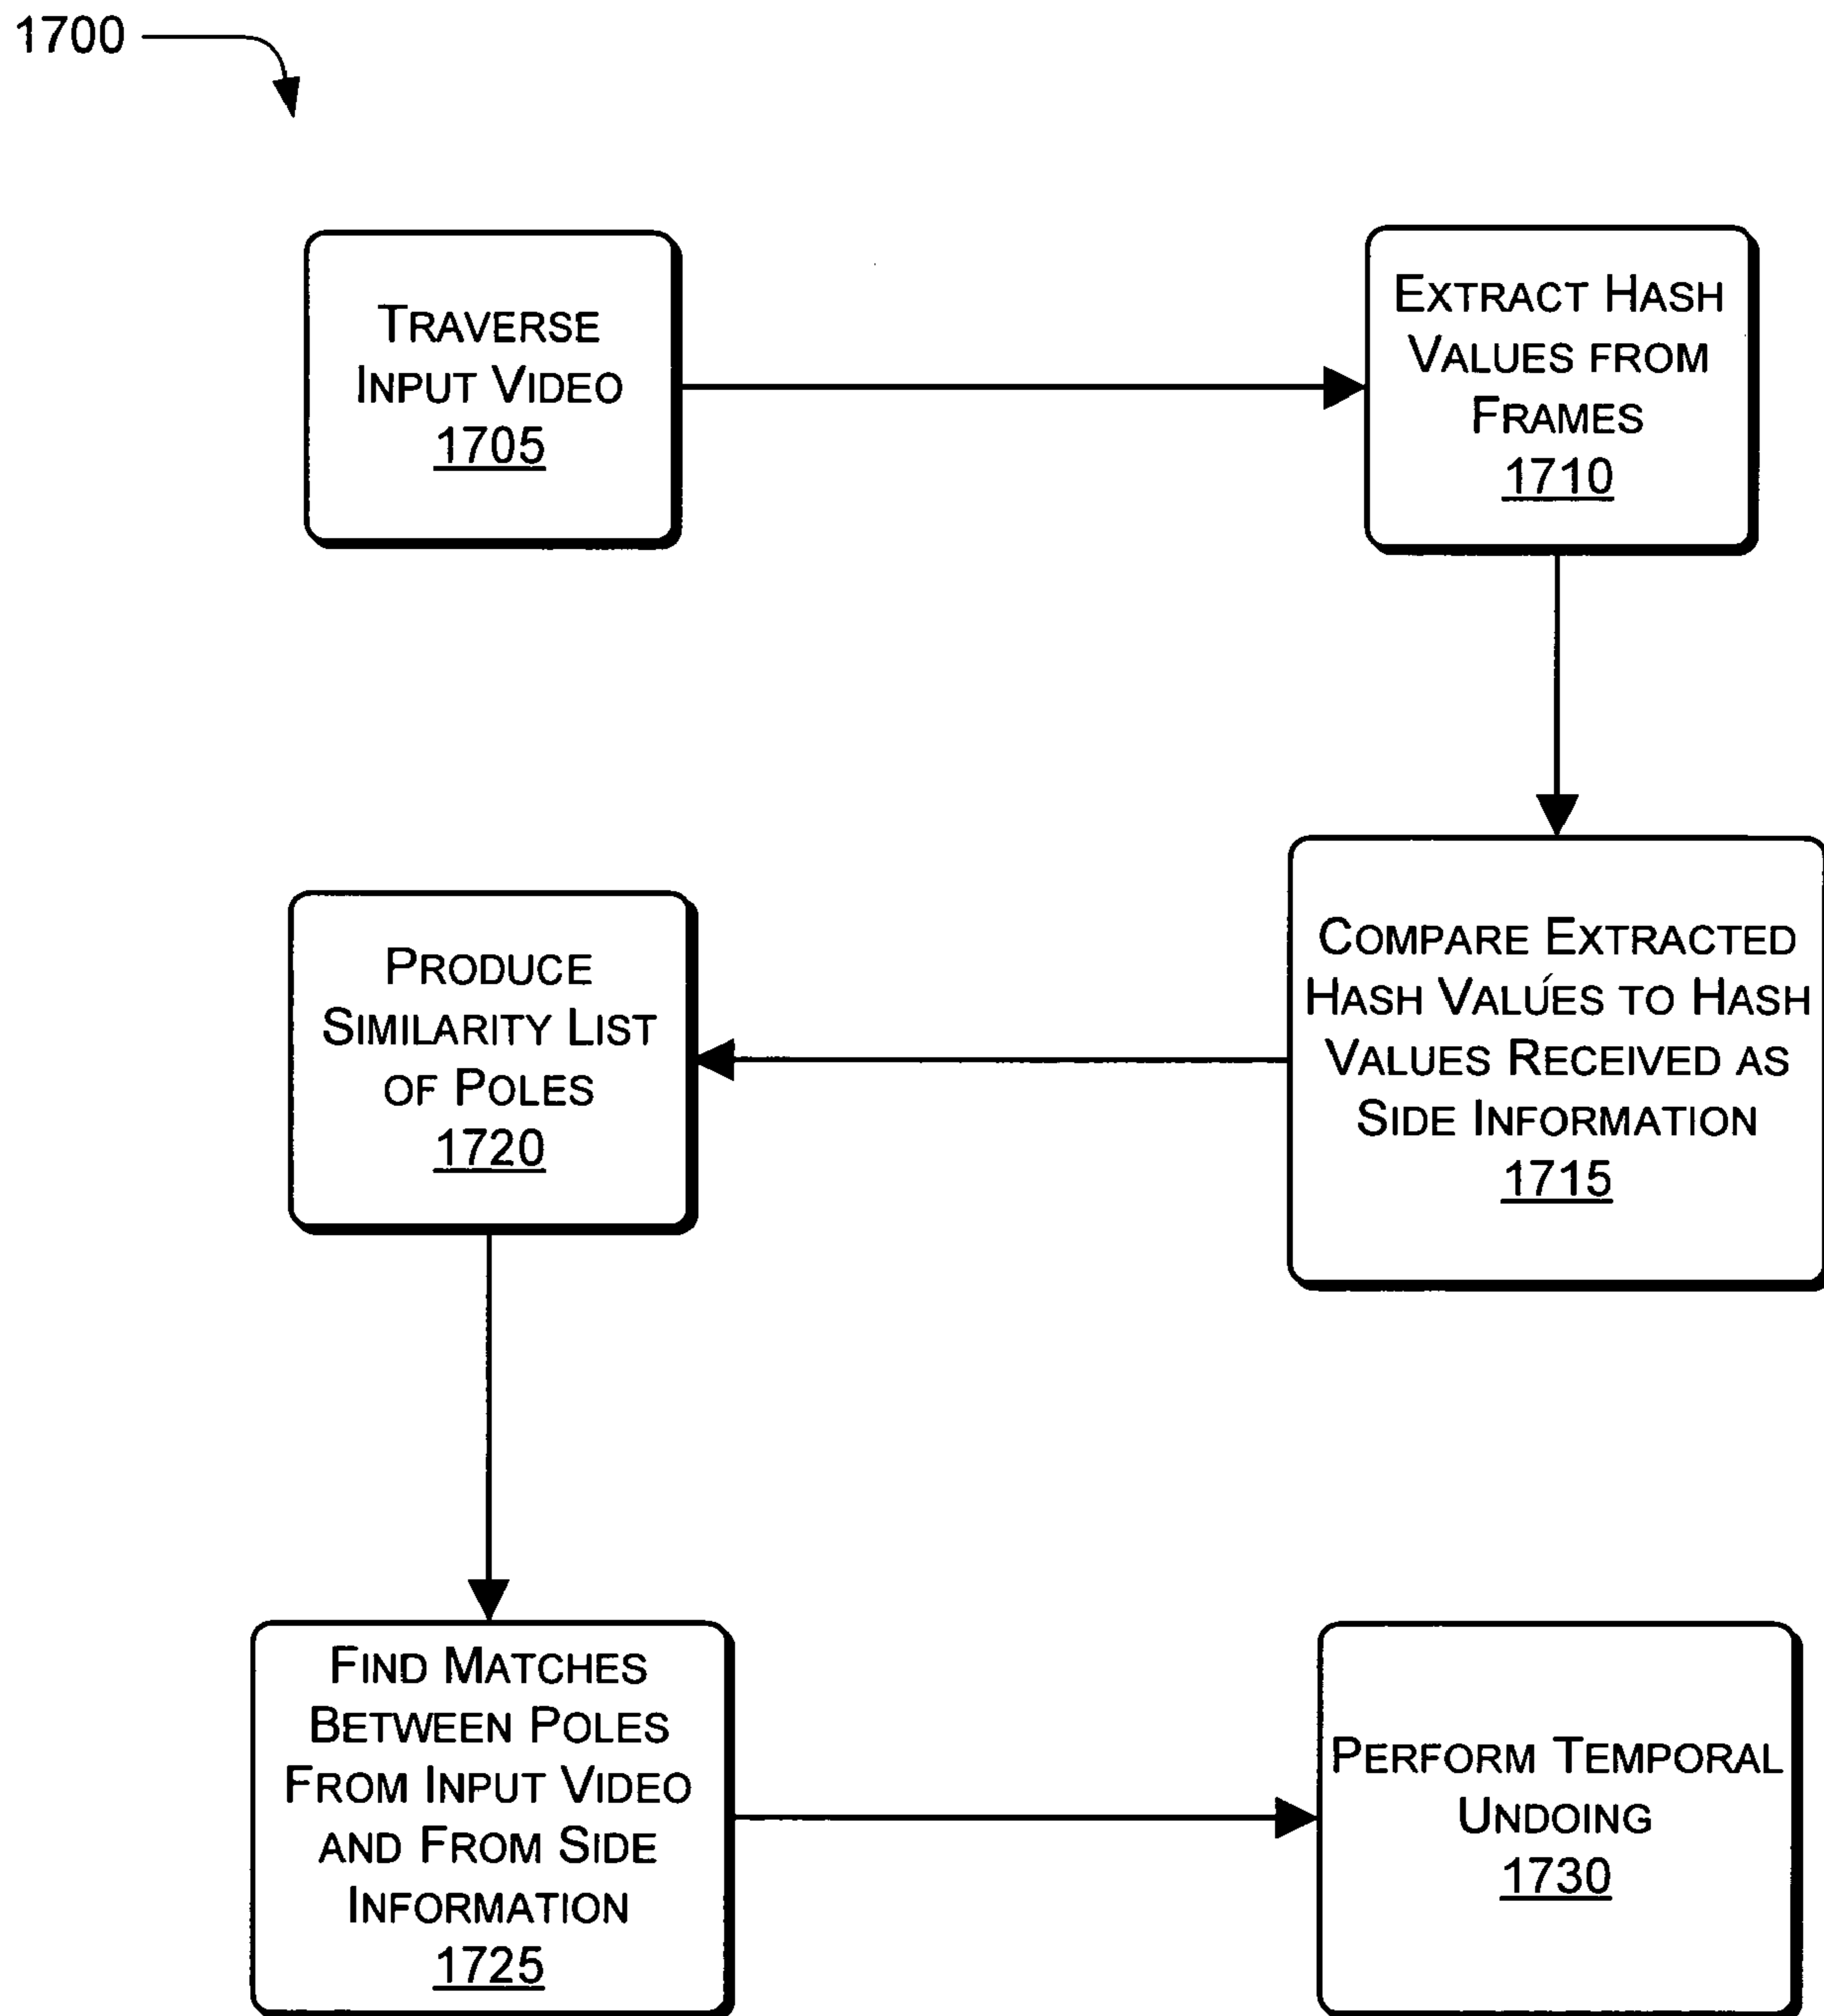 1700
TRAVERSE
INPUT VIDEO
1705
EXTRACT HASH
VALUES FROM
FRAMES
1710
COMPARE EXTRACTED
HASH VALUES TO HASH
VALUES RECEIVED AS
SIDE INFORMATION
1715
PRODUCE
SIMILARITY LIST
OF POLES
1720
FIND MATCHES
BETWEEN POLES
FROM INPUT VIDEO
AND FROM SIDE
INFORMATION
1725
PERFORM TEMPORAL
UNDOING
1730